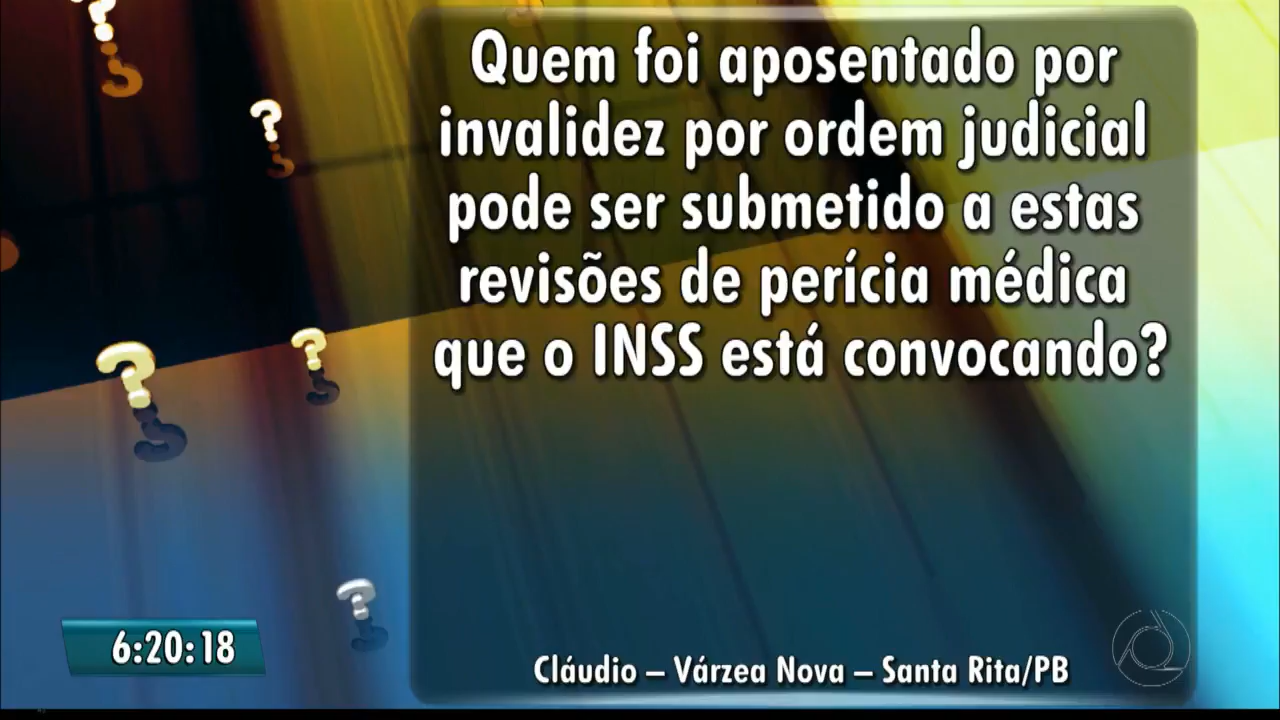 Quem foi aposentado por
invalidez por ordem judicial
pode ser submetido a estas
revisões de perícia médica
que o INSS está convocando?
6:20:18
Cláudio – Várzea Nova – Santa Rita/PB